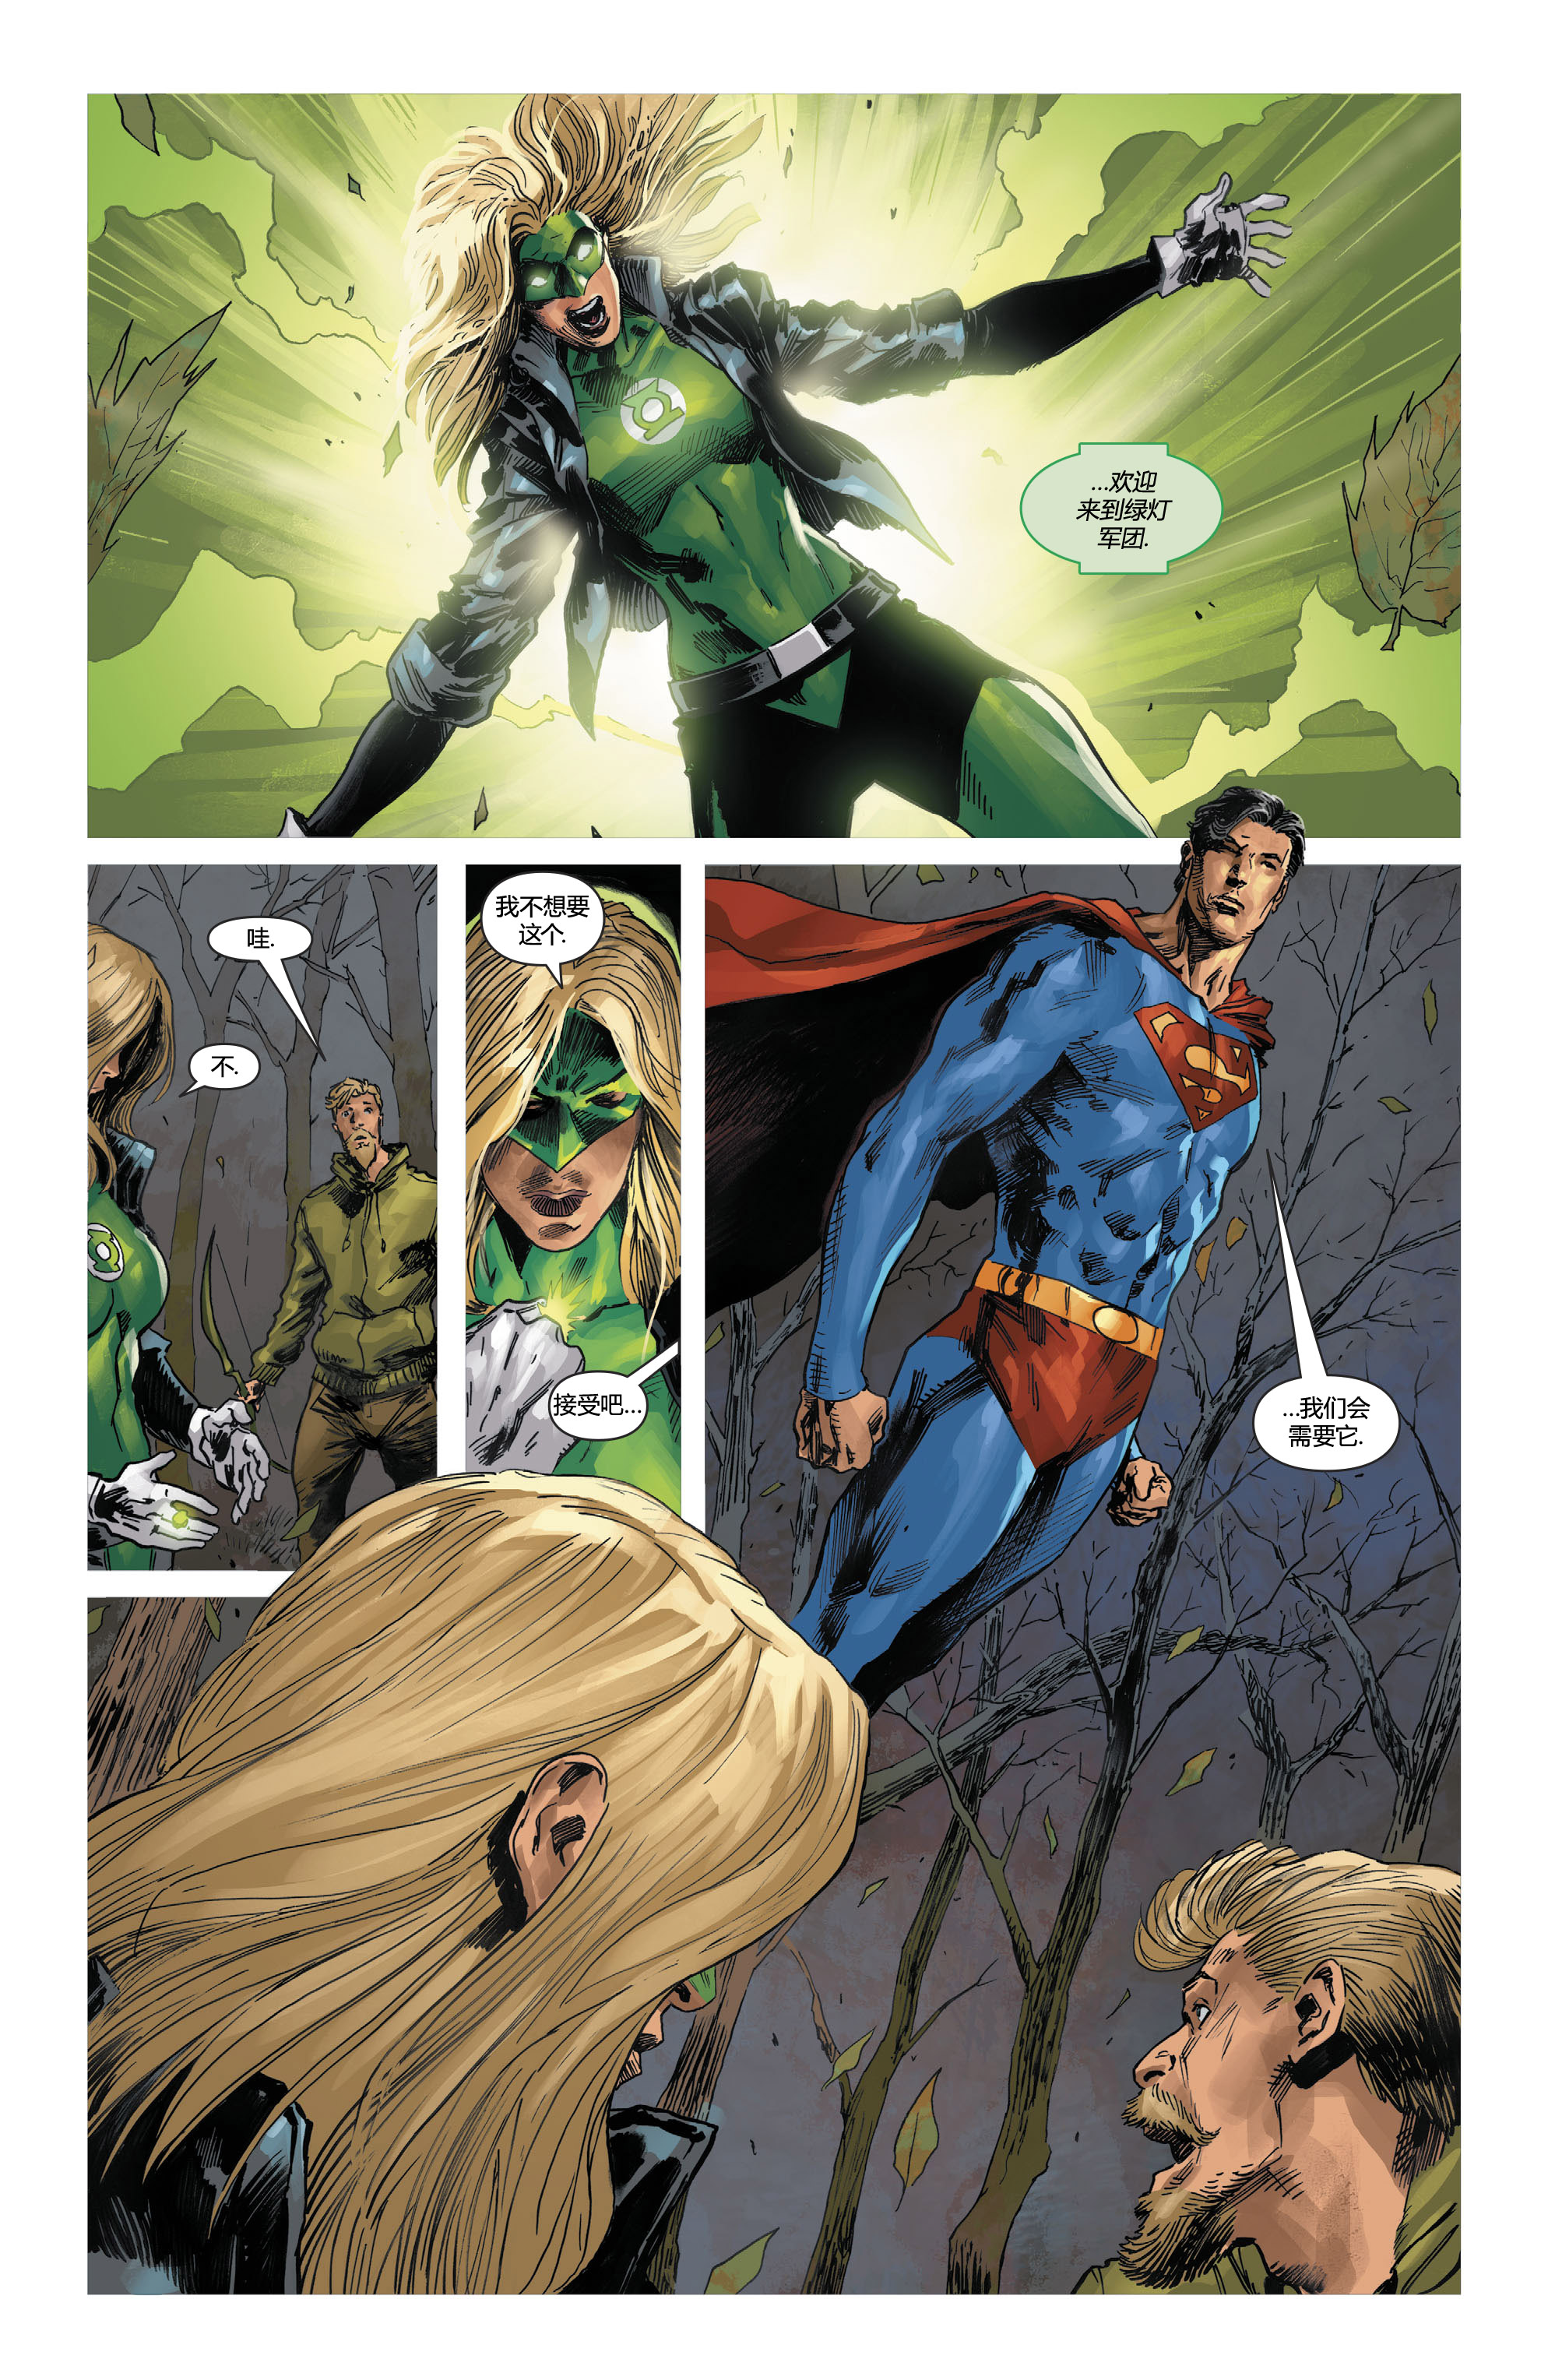 …欢迎
来到绿灯
军团.
哇.
不.
我不想要
这个.
接受吧…
…我们会
需要它.